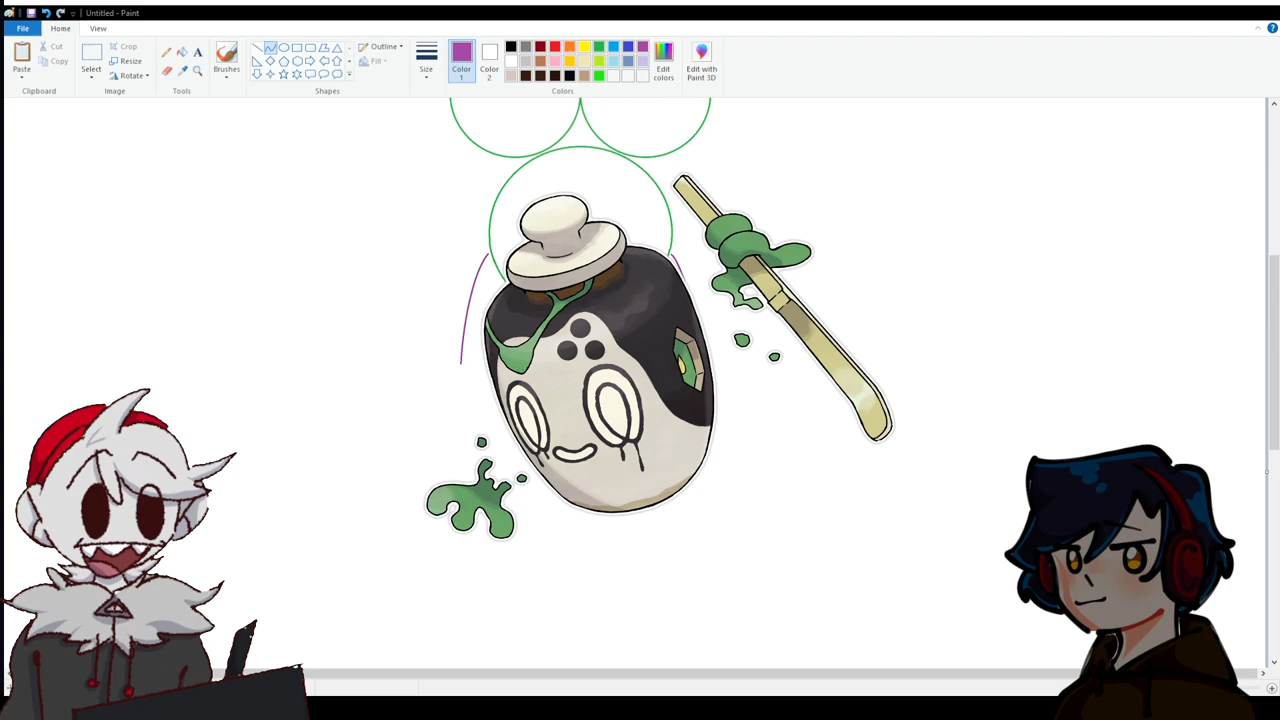 Untitled - Paint
File Home View
Paste
Cut
Copy
Clipboard
Select
Crop
Resize
Rotate
Image
Tools
Brushes
Shapes
Outline
Fill
Size
Color 1
Color 2
Edit colors
Colors
Edit with Paint 3D